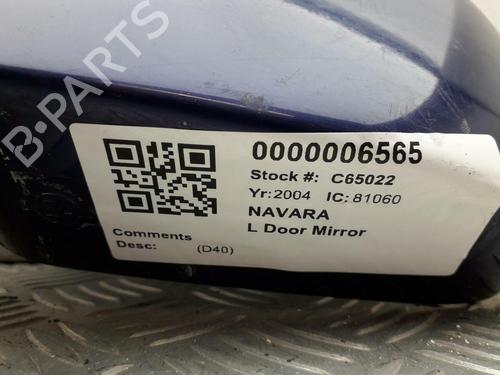 B-PARTS
0000006565
Stock #: C65022
Yr: 2004 IC: 81060
NAVARA
L Door Mirror
Comments
Desc: (D40)